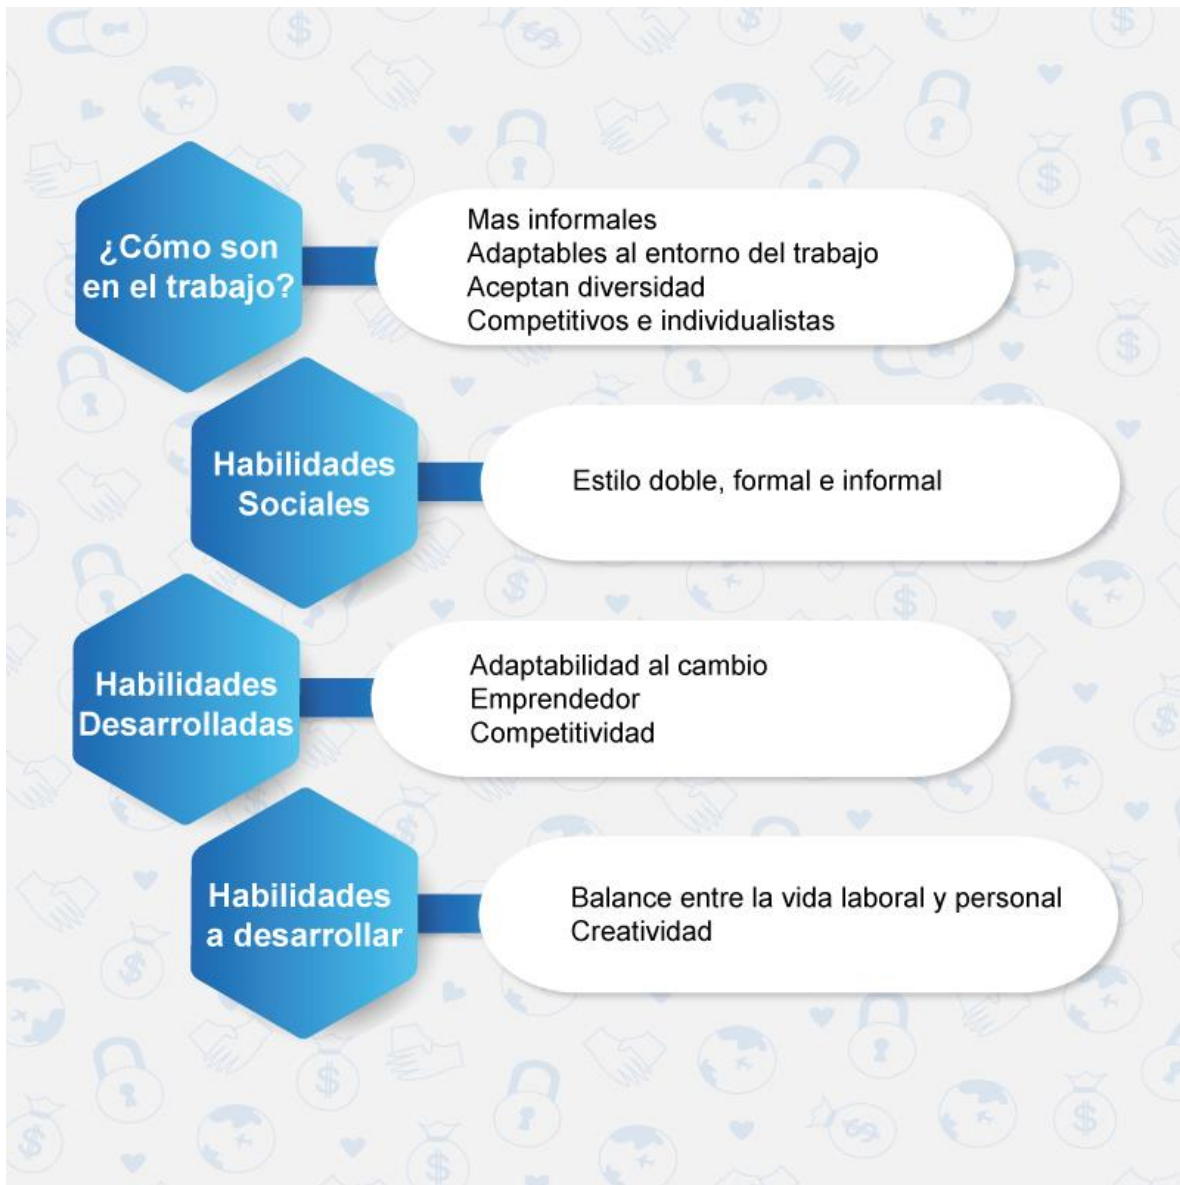 ¿Cómo son
en el trabajo?
Mas informales
Adaptables al entorno del trabajo
Aceptan diversidad
Competitivos e individualistas
Habilidades
Sociales
Estilo doble, formal e informal
Habilidades
Desarrolladas
Adaptabilidad al cambio
Emprendedor
Competitividad
Habilidades
a desarrollar
Balance entre la vida laboral y personal
Creatividad